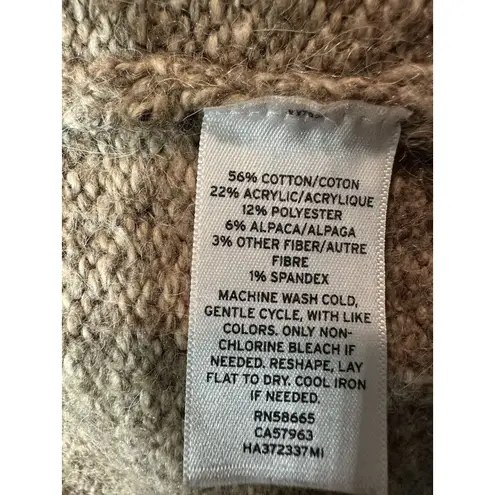 56% COTTON/COTON
22% ACRYLIC/ACRYLIQUE
12% POLYESTER
6% ALPACA/ALPAGA
3% OTHER FIBER/AUTRE
FIBRE
1% SPANDEX
MACHINE WASH COLD,
GENTLE CYCLE, WITH LIKE
COLORS. ONLY NON-
CHLORINE BLEACH IF
NEEDED. RESHAPE, LAY
FLAT TO DRY. COOL IRON
IF NEEDED.
RN58665
CA57963
HA372337MI